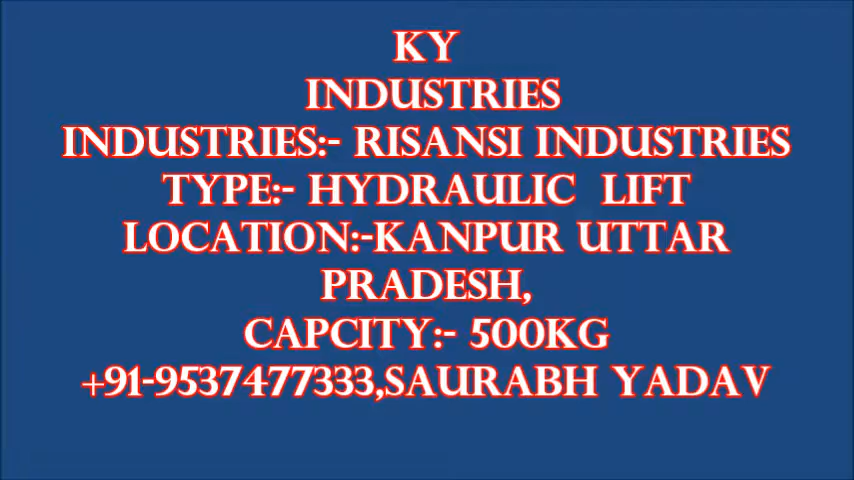 KY
INDUSTRIES
INDUSTRIES:- RISANSI INDUSTRIES
TYPE:- HYDRAULIC LIFT
LOCATION:-KANPUR UTTAR
PRADESH,
CAPCITY:- 500KG
+91-9537477333,SAURABH YADAV